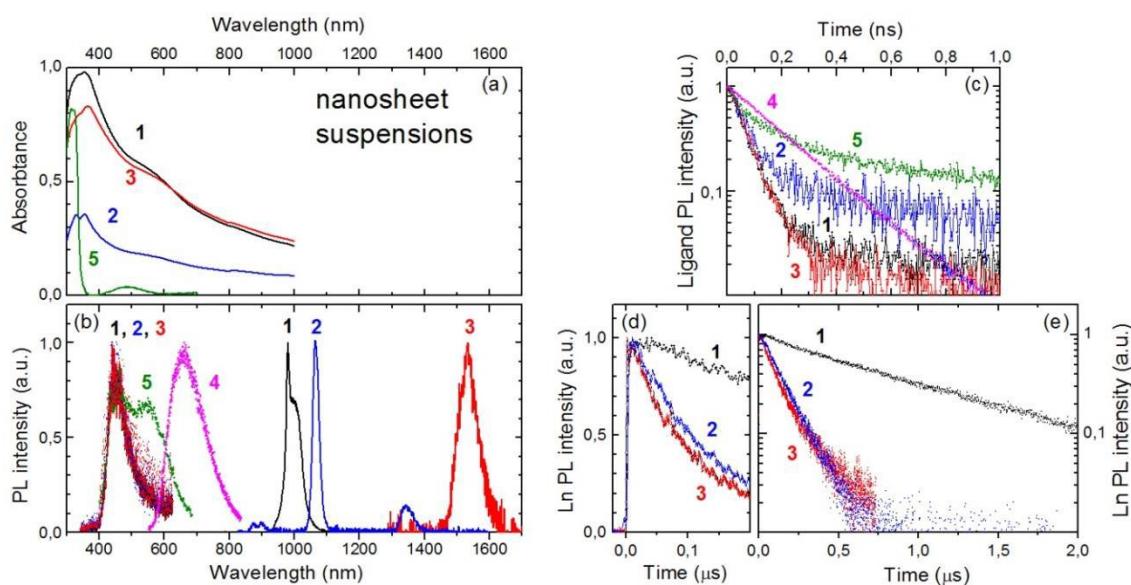 Wavelength (nm)
400 600 800 1000 1200 1400 1600
1,0
0,5
0,0
Absorbtance
(a)
nanosheet
suspensions
1
3
2
5
(b)
1, 2, 3
5
4
1
2
3
1,0
0,5
0,0
PL intensity (a.u.)
400 600 800 1000 1200 1400 1600
Wavelength (nm)
Time (ns)
0,0 0,2 0,4 0,6 0,8 1,0
1
0,1
Ligand PL intensity (a.u.)
(c)
4
5
2
1
3
(d)
1
2
3
1,0
0,5
0,0
Ln PL intensity (a.u.)
0,0 0,1
Time (μs)
(e)
1
2
3
1
0,1
Ln PL intensity (a.u.)
0,0 0,5 1,0 1,5 2,0
Time (μs)